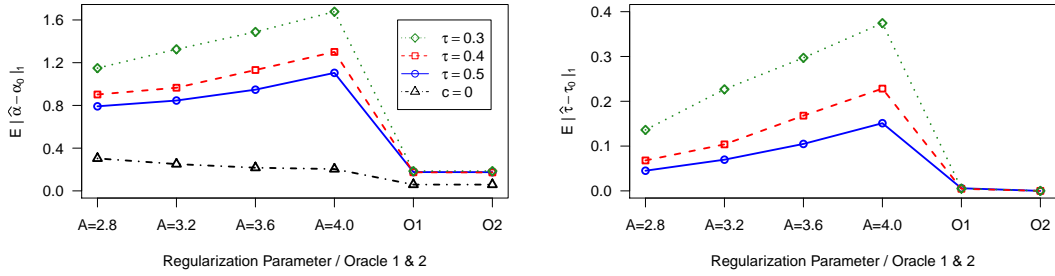 E | α̂ − α₀ |₁
1.6
1.2
0.8
0.4
0.0
τ = 0.3
τ = 0.4
τ = 0.5
c = 0
A=2.8 A=3.2 A=3.6 A=4.0 O1 O2
Regularization Parameter / Oracle 1 & 2
E | τ̂ − τ₀ |₁
0.4
0.3
0.2
0.1
0.0
A=2.8 A=3.2 A=3.6 A=4.0 O1 O2
Regularization Parameter / Oracle 1 & 2